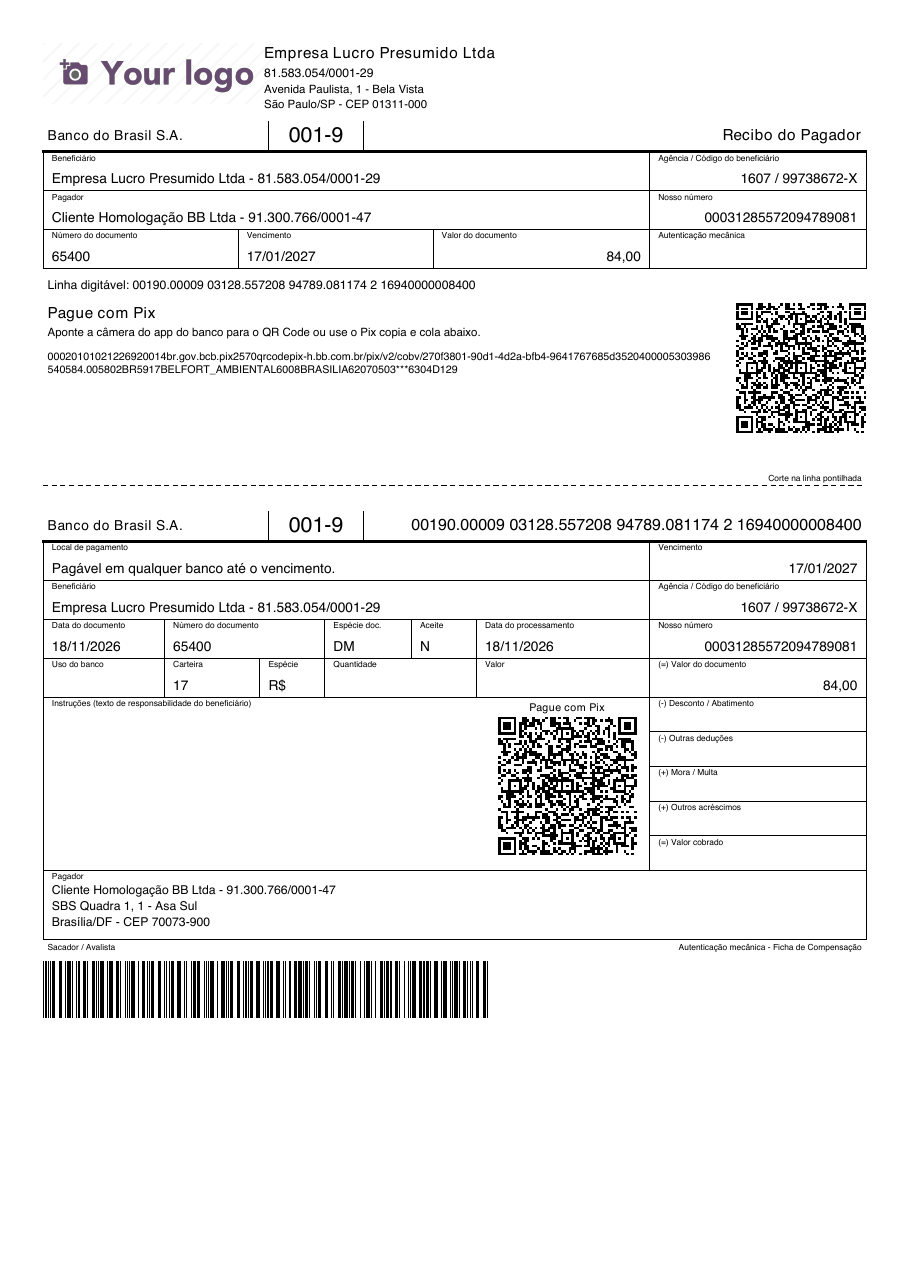 Your logo
Empresa Lucro Presumido Ltda
81.583.054/0001-29
Avenida Paulista, 1 - Bela Vista
São Paulo/SP - CEP 01311-000
Banco do Brasil S.A. 001-9 Recibo do Pagador
Beneficiário Agência / Código do beneficiário
Empresa Lucro Presumido Ltda - 81.583.054/0001-29 1607 / 99738672-X
Pagador Nosso número
Cliente Homologação BB Ltda - 91.300.766/0001-47 00031285572094789081
Número do documento Vencimento Valor do documento Autenticação mecânica
65400 17/01/2027 84,00
Linha digitável: 00190.00009 03128.557208 94789.081174 2 16940000008400
Pague com Pix
Aponte a câmera do app do banco para o QR Code ou use o Pix copia e cola abaixo.
00020101021226920014br.gov.bcb.pix2570qrcodepix-h.bb.com.br/pix/v2/cobv/270f3801-90d1-4d2a-bfb4-9641767685d3520400005303986
540584.005802BR5917BELFORT_AMBIENTAL6008BRASILIA62070503***6304D129
Corte na linha pontilhada
Banco do Brasil S.A. 001-9 00190.00009 03128.557208 94789.081174 2 16940000008400
Local de pagamento Vencimento
Pagável em qualquer banco até o vencimento. 17/01/2027
Beneficiário Agência / Código do beneficiário
Empresa Lucro Presumido Ltda - 81.583.054/0001-29 1607 / 99738672-X
Data do documento Número do documento Espécie doc. Aceite Data do processamento Nosso número
18/11/2026 65400 DM N 18/11/2026 00031285572094789081
Uso do banco Carteira Espécie Quantidade Valor (=) Valor do documento
17 R$ 84,00
Instruções (texto de responsabilidade do beneficiário) Pague com Pix (-) Desconto / Abatimento
(-) Outras deduções
(+) Mora / Multa
(+) Outros acréscimos
(=) Valor cobrado
Pagador
Cliente Homologação BB Ltda - 91.300.766/0001-47
SBS Quadra 1, 1 - Asa Sul
Brasília/DF - CEP 70073-900
Sacador / Avalista Autenticação mecânica - Ficha de Compensação